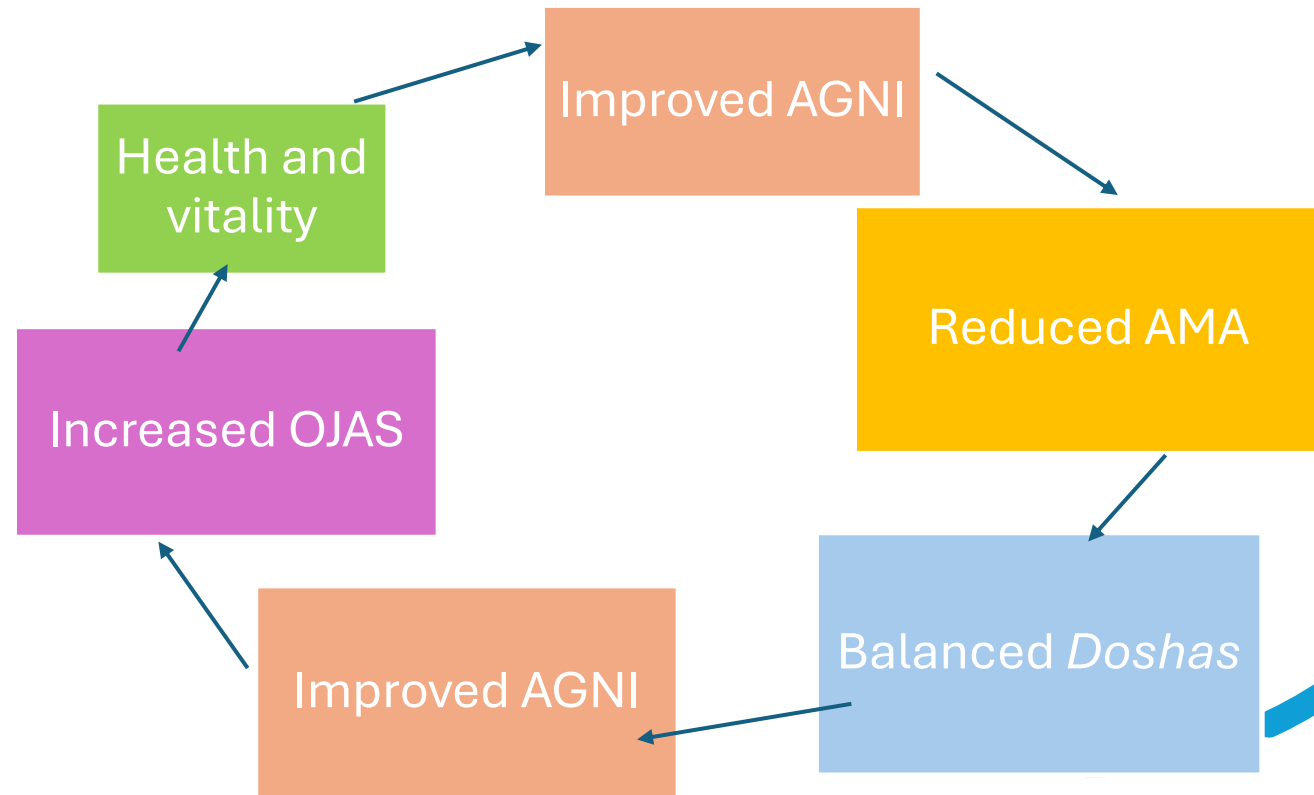 Improved AGNI
Health and
vitality
Reduced AMA
Increased OJAS
Balanced Doshas
Improved AGNI